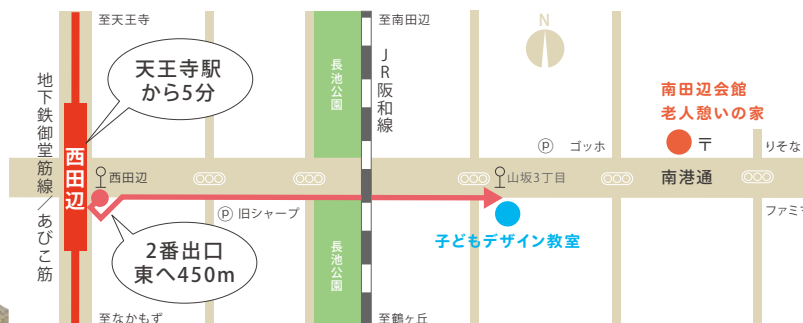 至天王寺
至南田辺
N
天王寺駅
から5分
地下鉄御堂筋線／あびこ筋
長池公園
JR阪和線
南田辺会館
老人憩いの家
P ゴッホ
〒
りそな
西田辺
西田辺
山坂3丁目
南港通
P 旧シャープ
ファミマ
子どもデザイン教室
2番出口
東へ450m
長池公園
至なかもず
至鶴ヶ丘